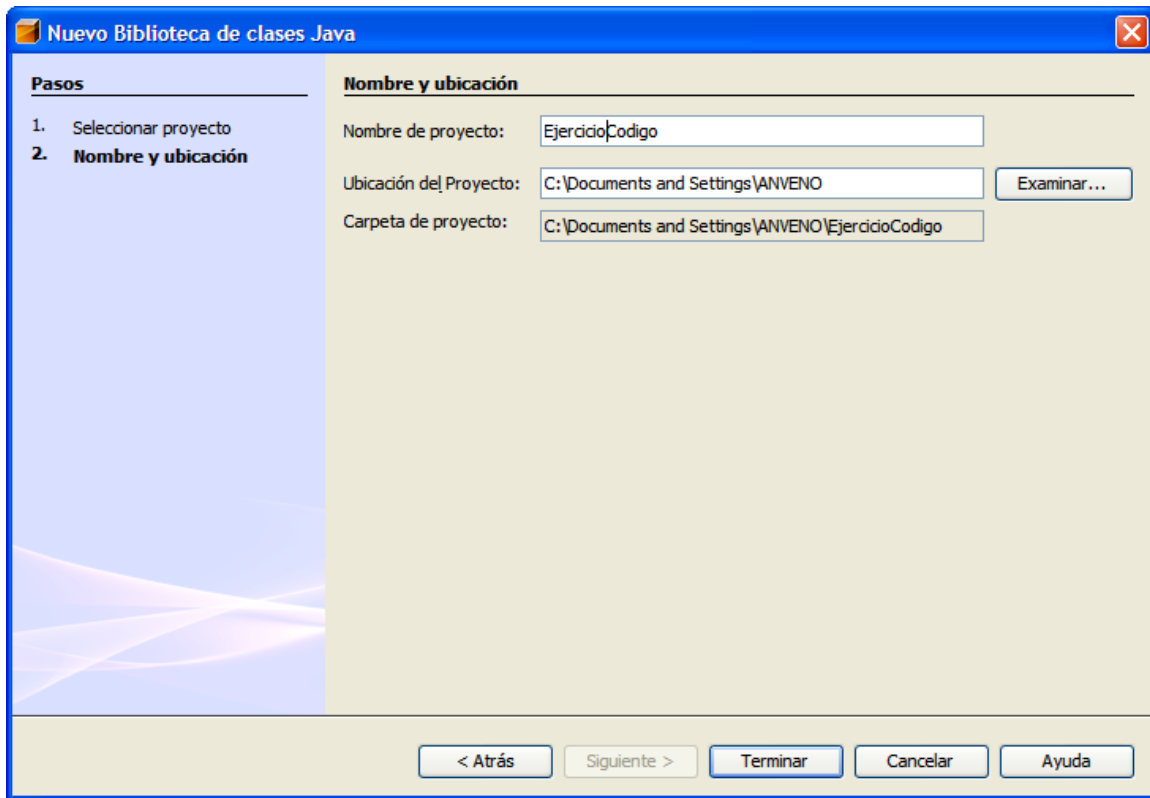 Nuevo Biblioteca de clases Java
Pasos
1. Seleccionar proyecto
2. Nombre y ubicación
Nombre y ubicación
Nombre de proyecto: EjercicioCodigo
Ubicación del Proyecto: C:\Documents and Settings\ANVENO Examinar...
Carpeta de proyecto: C:\Documents and Settings\ANVENO\EjercicioCodigo
< Atrás Siguiente > Terminar Cancelar Ayuda